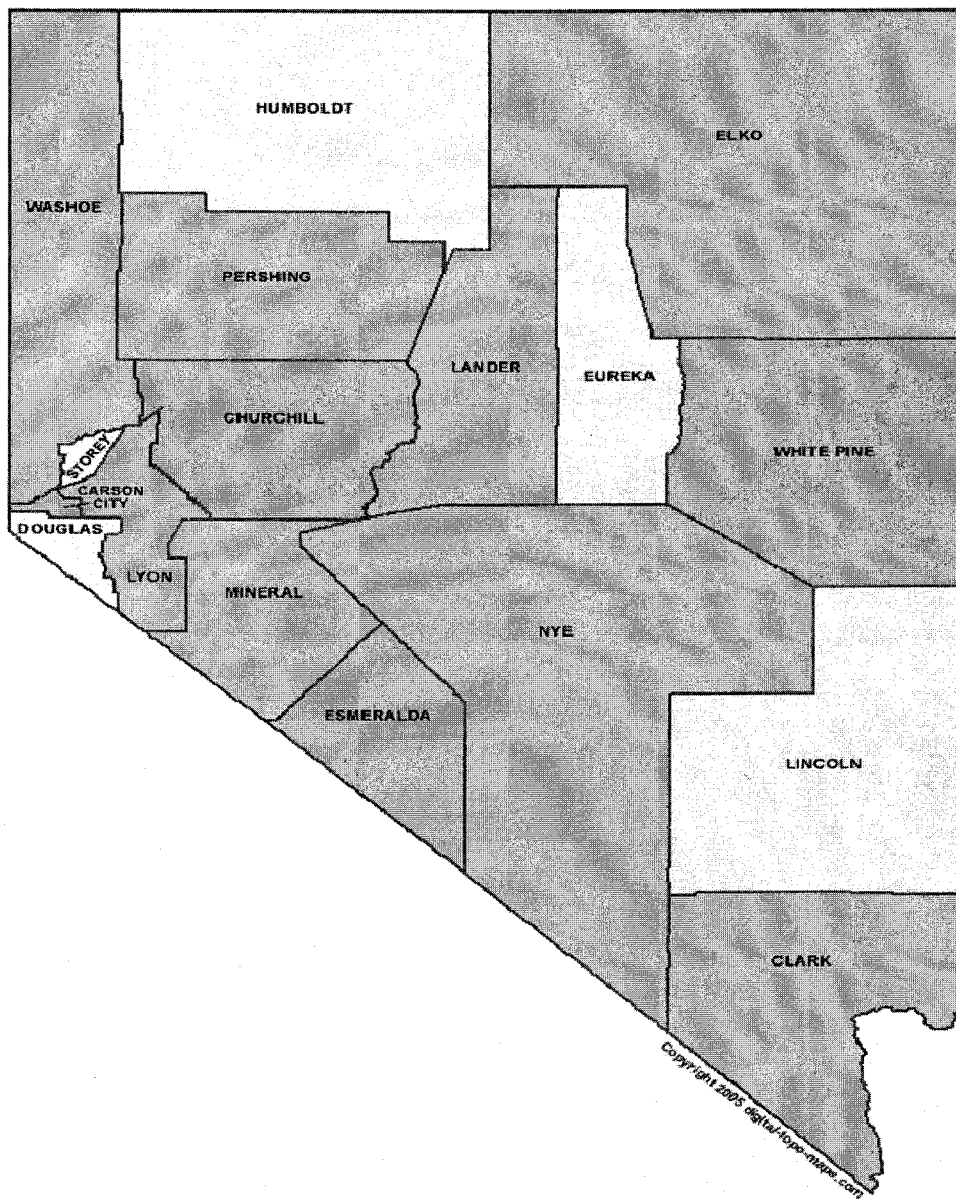 HUMBOLDT
ELKO
WASHOE
PERSHING
LANDER
EUREKA
CHURCHILL
WHITE PINE
STOREY
CARSON
CITY
DOUGLAS
LYON
MINERAL
NYE
ESMERALDA
LINCOLN
CLARK
Copyright 2005 digital-topo-maps.com